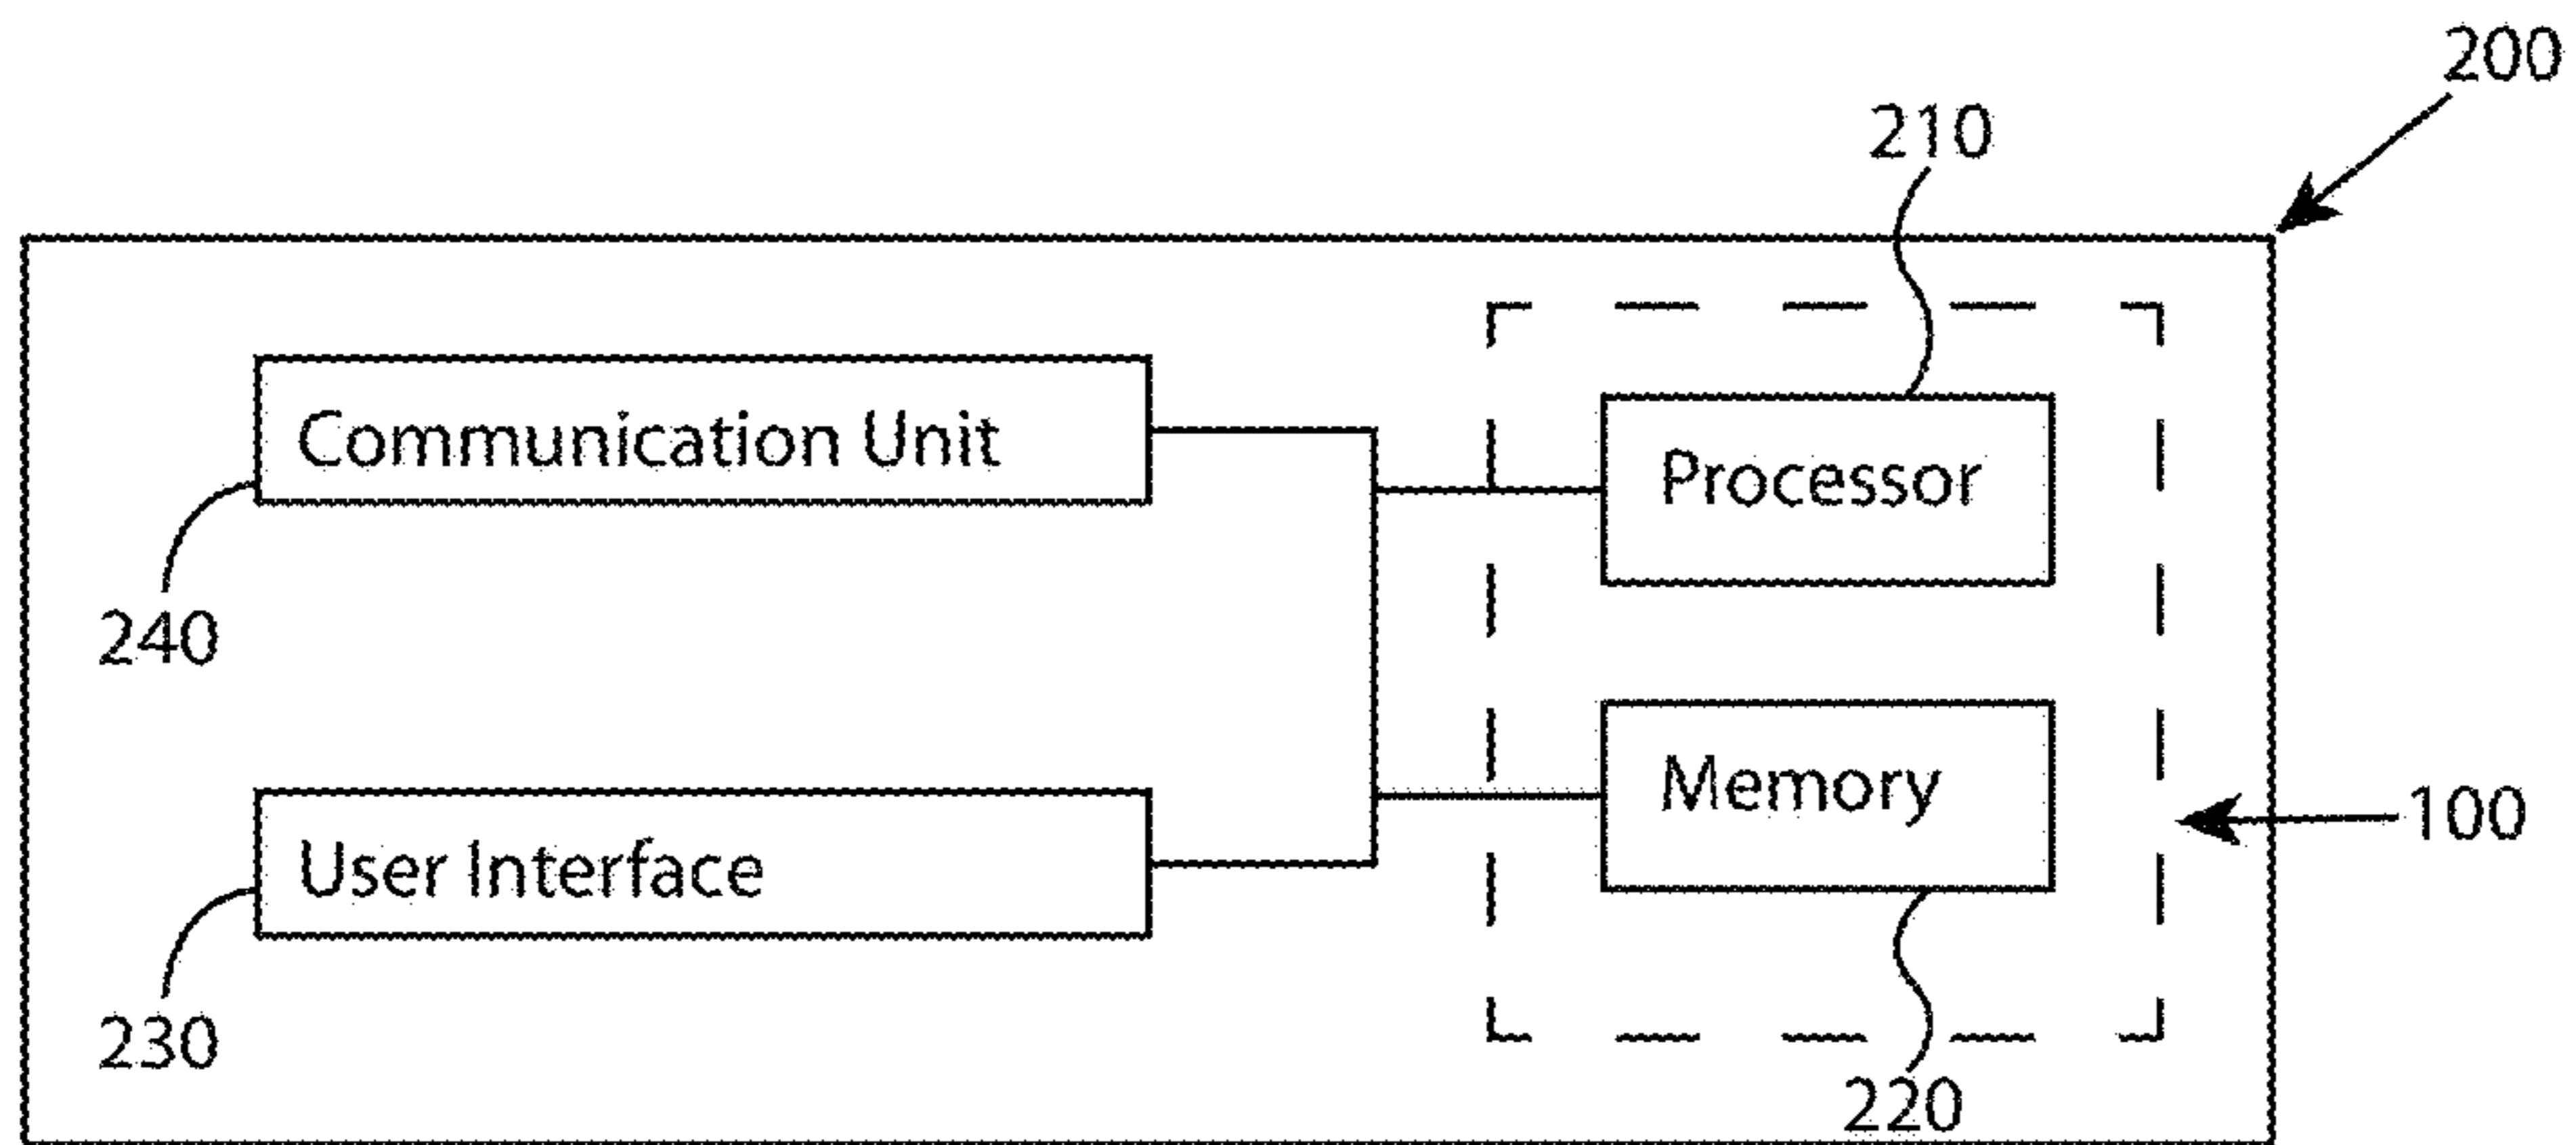 200
210
Communication Unit
Processor
240
Memory
100
User Interface
230
220